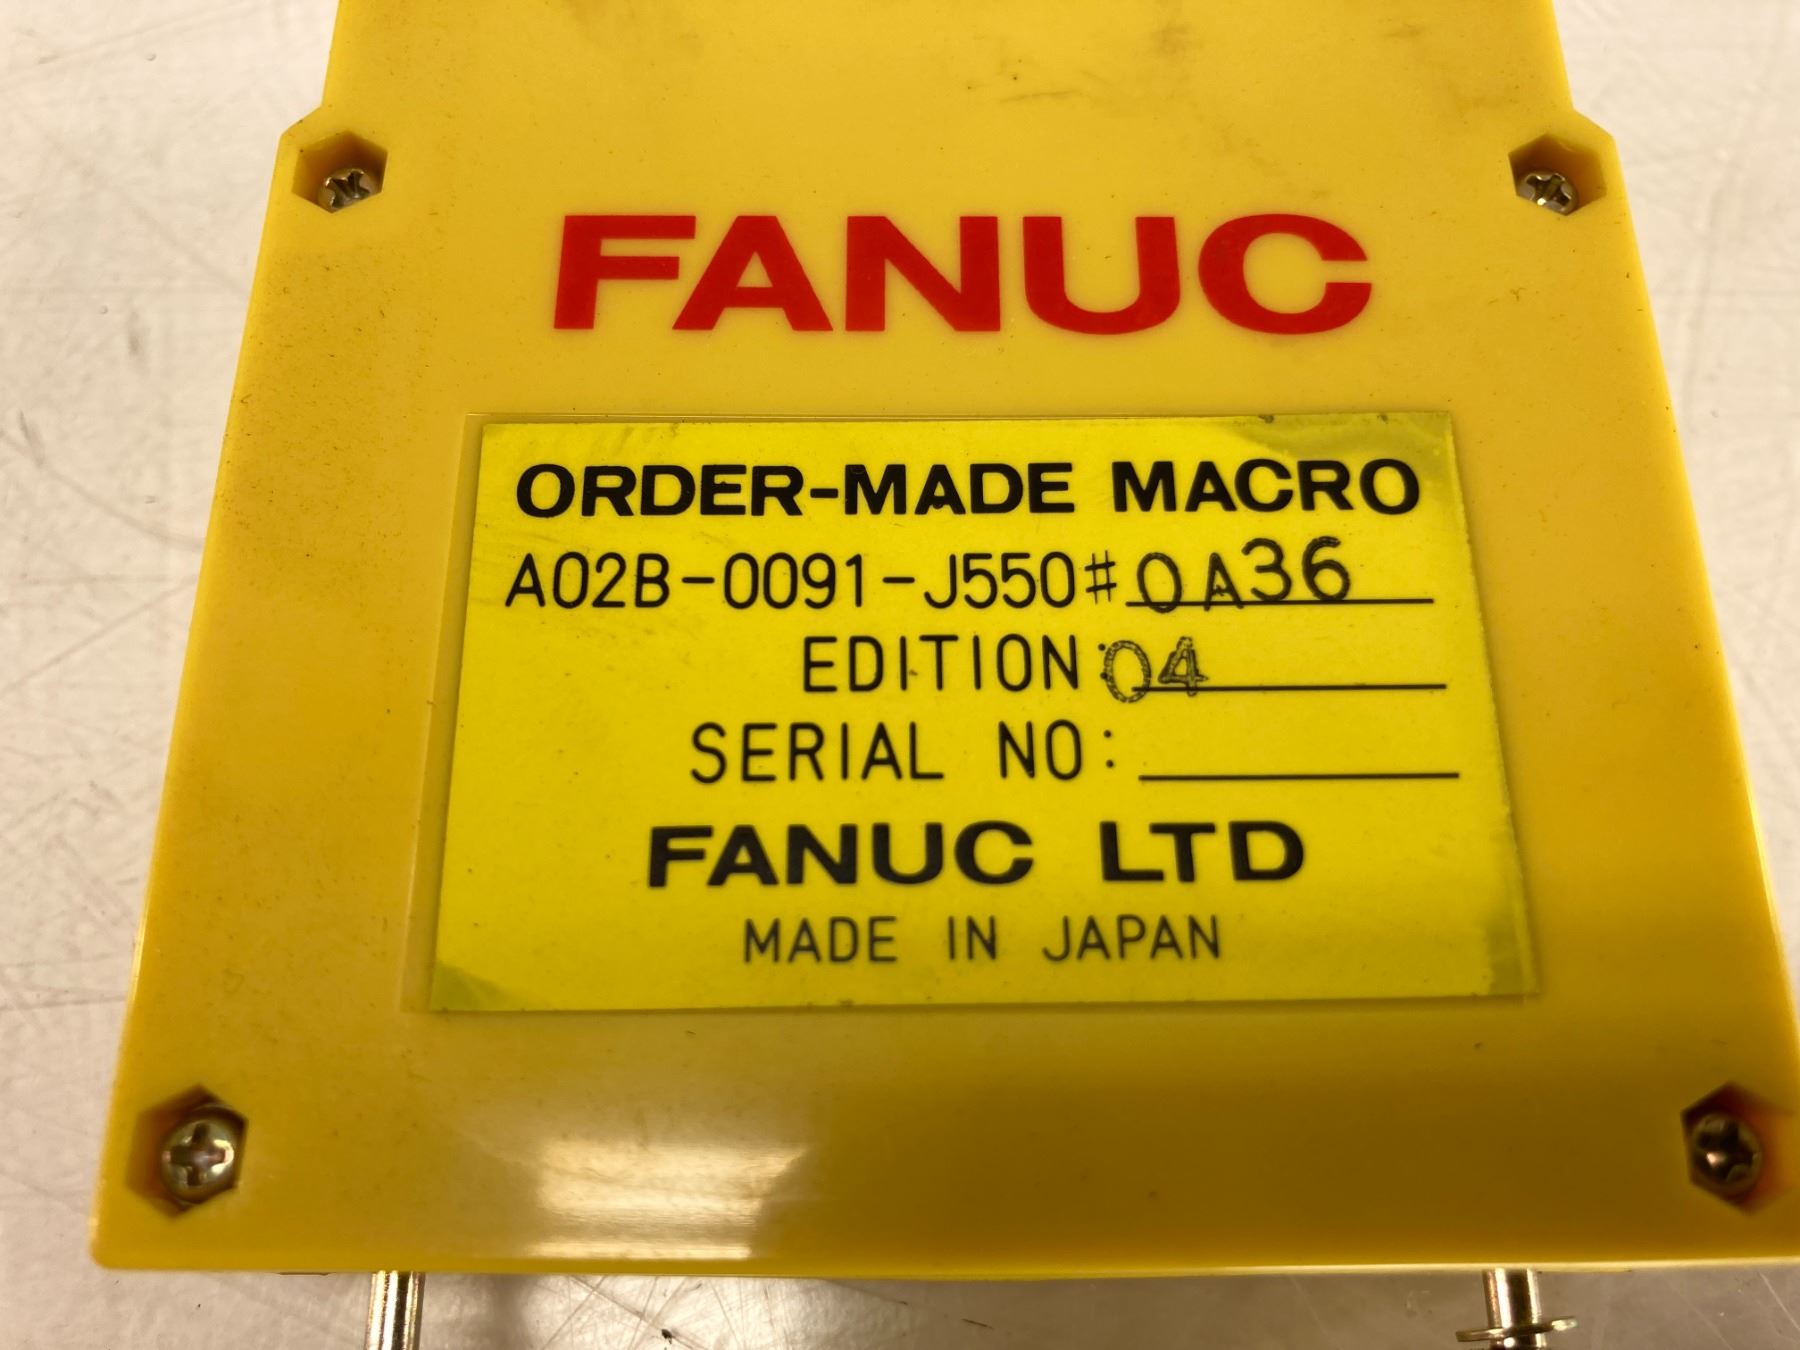 FANUC
ORDER-MADE MACRO
A02B-0091-J550#0A36
EDITION:04
SERIAL NO:
FANUC LTD
MADE IN JAPAN